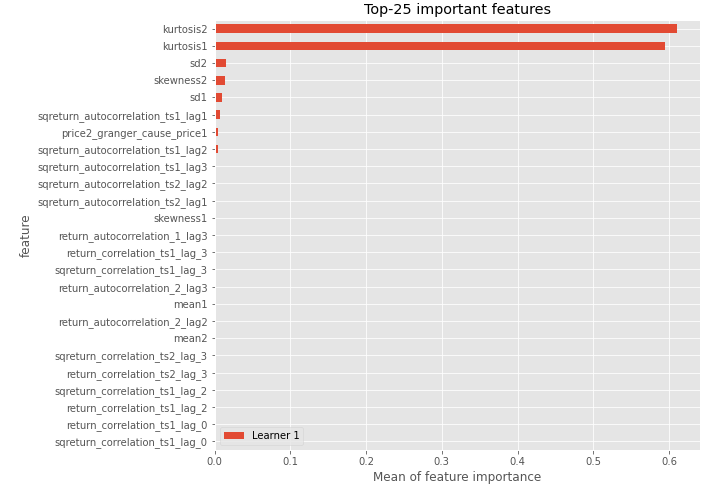 Top-25 important features
kurtosis2
kurtosis1
sd2
skewness2
sd1
sqreturn_autocorrelation_ts1_lag1
price2_granger_cause_price1
sqreturn_autocorrelation_ts1_lag2
sqreturn_autocorrelation_ts1_lag3
sqreturn_autocorrelation_ts2_lag2
sqreturn_autocorrelation_ts2_lag1
skewness1
return_autocorrelation_1_lag3
return_correlation_ts1_lag_3
sqreturn_correlation_ts1_lag_3
return_autocorrelation_2_lag3
mean1
return_autocorrelation_2_lag2
mean2
sqreturn_correlation_ts2_lag_3
return_correlation_ts2_lag_3
sqreturn_correlation_ts1_lag_2
return_correlation_ts1_lag_2
return_correlation_ts1_lag_0
sqreturn_correlation_ts1_lag_0
feature
Learner 1
0.0 0.1 0.2 0.3 0.4 0.5 0.6
Mean of feature importance